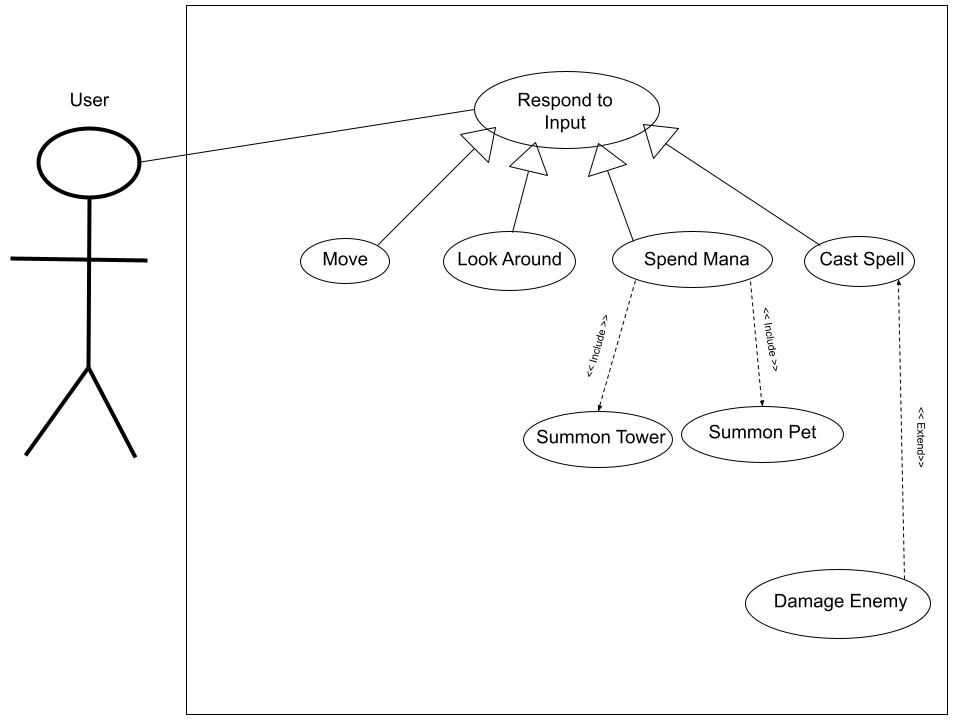 User
Respond to
Input
Move
Look Around
Spend Mana
Cast Spell
<< Include >>
<< Include >>
<< Extend>>
Summon Tower
Summon Pet
Damage Enemy